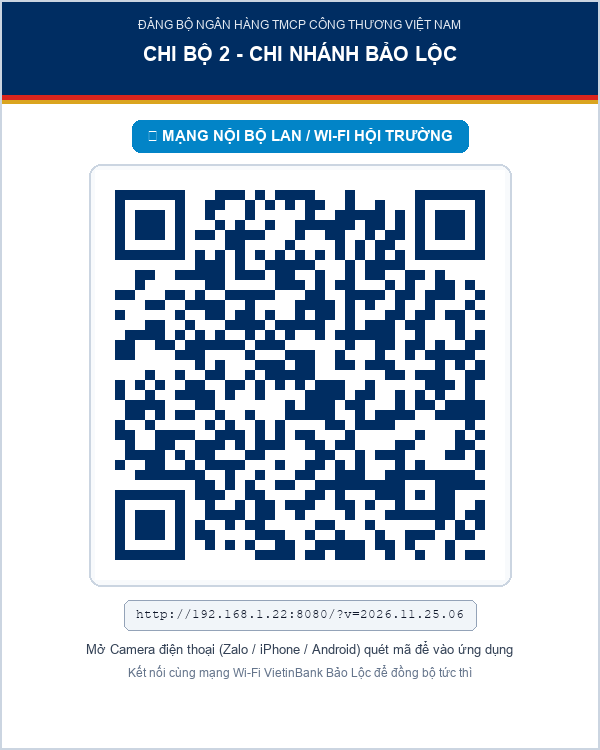 ĐẢNG BỘ NGÂN HÀNG TMCP CÔNG THƯƠNG VIỆT NAM
CHI BỘ 2 - CHI NHÁNH BẢO LỘC
MẠNG NỘI BỘ LAN / WI-FI HỘI TRƯỜNG
http://192.168.1.22:8080/?v=2026.11.25.06
Mở Camera điện thoại (Zalo / iPhone / Android) quét mã để vào ứng dụng
Kết nối cùng mạng Wi-Fi VietinBank Bảo Lộc để đồng bộ tức thì